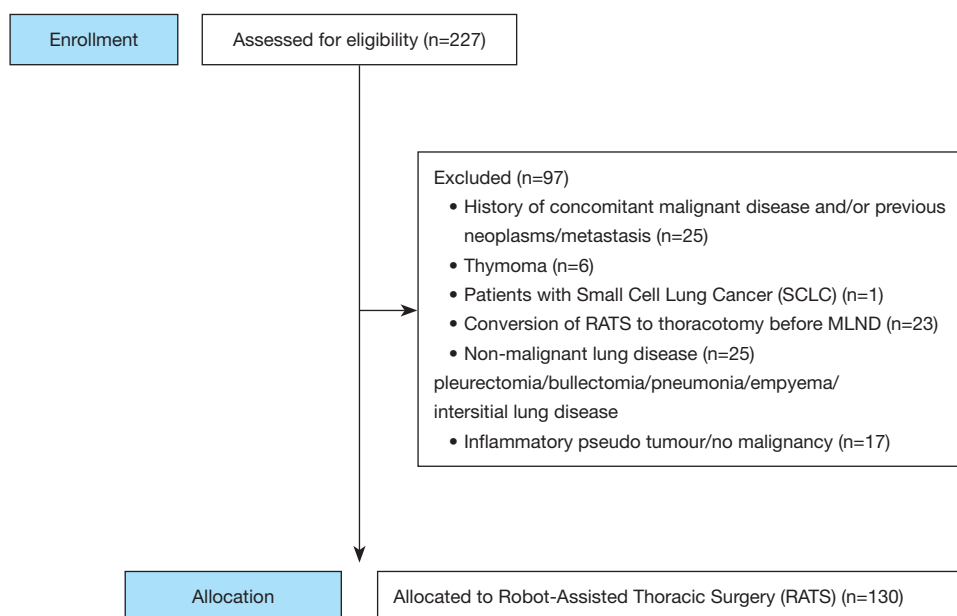 Enrollment
Assessed for eligibility (n=227)
Excluded (n=97)
• History of concomitant malignant disease and/or previous
neoplasms/metastasis (n=25)
• Thymoma (n=6)
• Patients with Small Cell Lung Cancer (SCLC) (n=1)
• Conversion of RATS to thoracotomy before MLND (n=23)
• Non-malignant lung disease (n=25)
pleurectomia/bullectomia/pneumonia/empyema/
intersitial lung disease
• Inflammatory pseudo tumour/no malignancy (n=17)
Allocation
Allocated to Robot-Assisted Thoracic Surgery (RATS) (n=130)